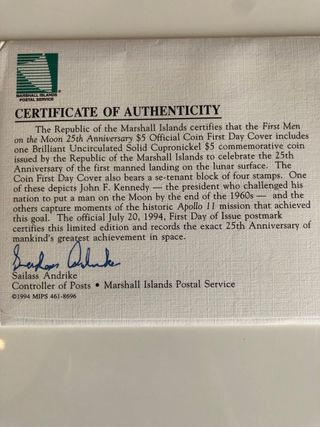 MARSHALL ISLANDS
POSTAL SERVICE
CERTIFICATE OF AUTHENTICITY
The Republic of the Marshall Islands certifies that the First Men
on the Moon 25th Anniversary $5 Official Coin First Day Cover includes
one Brilliant Uncirculated Solid Cupronickel $5 commemorative coin
issued by the Republic of the Marshall Islands to celebrate the 25th
Anniversary of the first manned landing on the lunar surface. The
Coin First Day Cover also bears a se-tenant block of four stamps. One
of these depicts John F. Kennedy — the president who challenged his
nation to put a man on the Moon by the end of the 1960s — and the
others capture moments of the historic Apollo 11 mission that achieved
this goal. The official July 20, 1994, First Day of Issue postmark
certifies this limited edition and records the exact 25th Anniversary of
mankind's greatest achievement in space.
Sailass Andrike
Sailass Andrike
Controller of Posts • Marshall Islands Postal Service
©1994 MIPS 461-8696